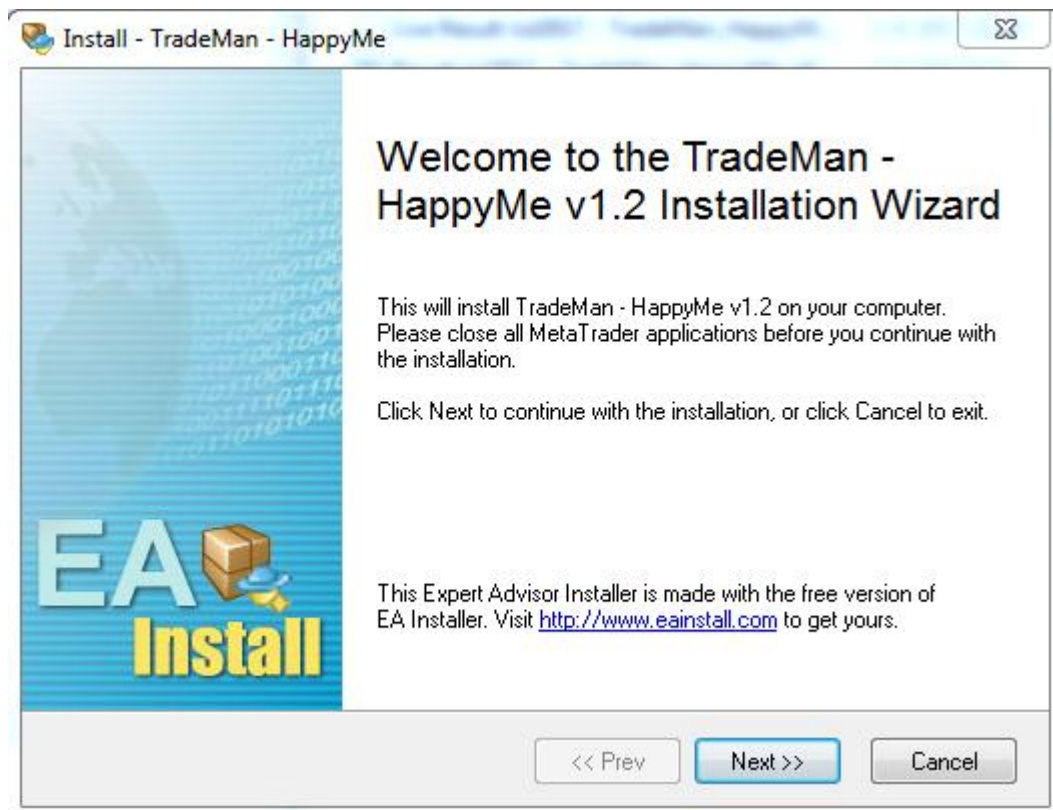 Install - TradeMan - HappyMe
Welcome to the TradeMan -
HappyMe v1.2 Installation Wizard
This will install TradeMan - HappyMe v1.2 on your computer.
Please close all MetaTrader applications before you continue with
the installation.
Click Next to continue with the installation, or click Cancel to exit.
EA
Install
This Expert Advisor Installer is made with the free version of
EA Installer. Visit http://www.eainstall.com to get yours.
<< Prev
Next >>
Cancel